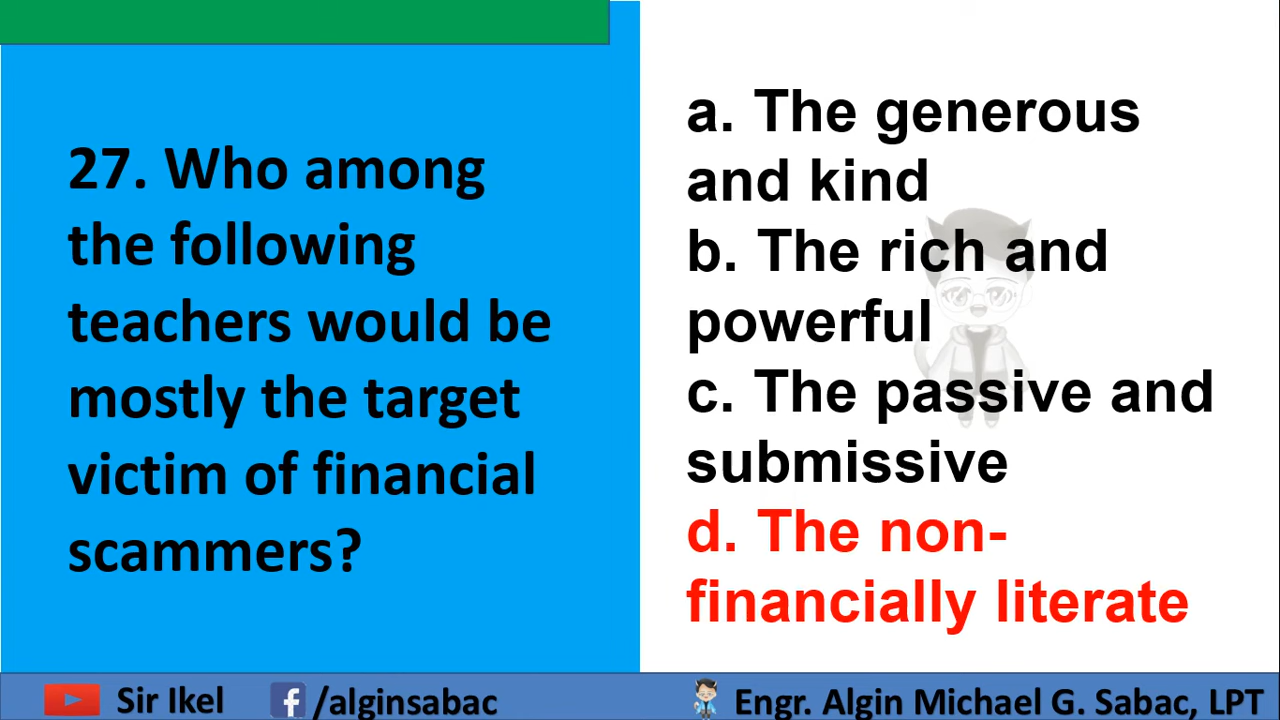 27. Who among
the following
teachers would be
mostly the target
victim of financial
scammers?
a. The generous
and kind
b. The rich and
powerful
c. The passive and
submissive
d. The non-
financially literate
Sir Ikel
/alginsabac
Engr. Algin Michael G. Sabac, LPT